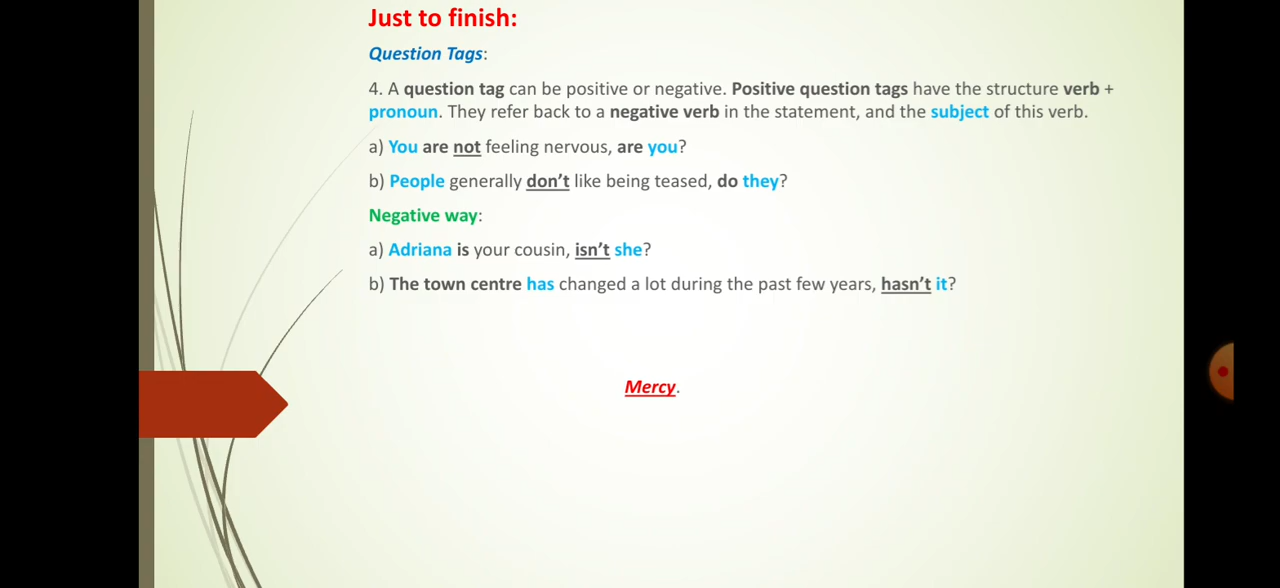 Just to finish:
Question Tags:
4. A question tag can be positive or negative. Positive question tags have the structure verb +
pronoun. They refer back to a negative verb in the statement, and the subject of this verb.
a) You are not feeling nervous, are you?
b) People generally don't like being teased, do they?
Negative way:
a) Adriana is your cousin, isn't she?
b) The town centre has changed a lot during the past few years, hasn't it?
Mercy.